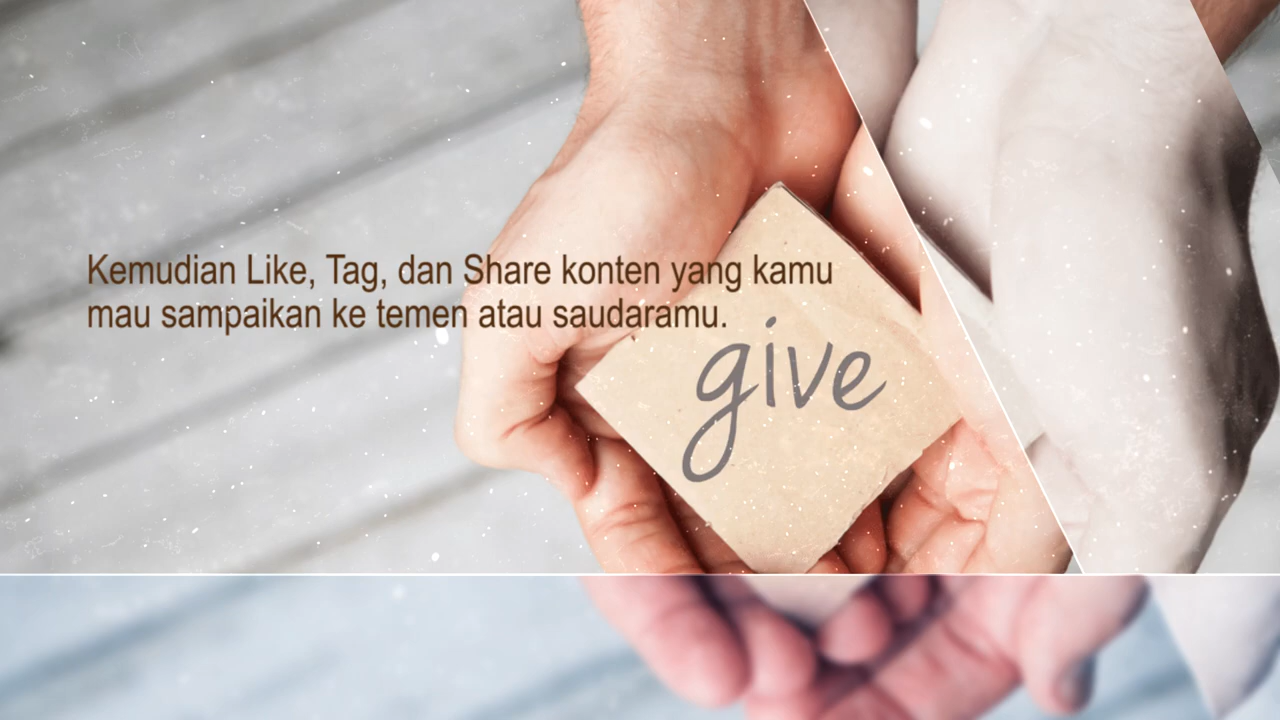 Kemudian Like, Tag, dan Share konten yang kamu
mau sampaikan ke temen atau saudaramu.
give